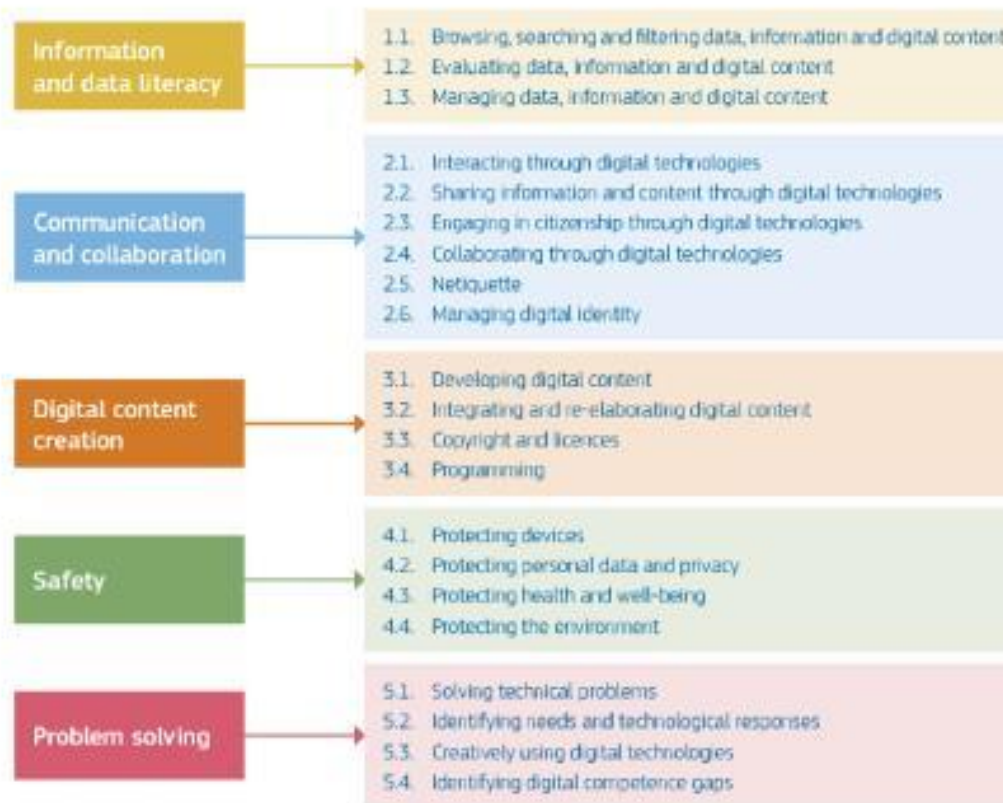 Information
and data literacy
1.1. Browsing, searching and filtering data, information and digital content
1.2. Evaluating data, information and digital content
1.3. Managing data, information and digital content
Communication
and collaboration
2.1. Interacting through digital technologies
2.2. Sharing information and content through digital technologies
2.3. Engaging in citizenship through digital technologies
2.4. Collaborating through digital technologies
2.5. Netiquette
2.6. Managing digital identity
Digital content
creation
3.1. Developing digital content
3.2. Integrating and re-elaborating digital content
3.3. Copyright and licences
3.4. Programming
Safety
4.1. Protecting devices
4.2. Protecting personal data and privacy
4.3. Protecting health and well-being
4.4. Protecting the environment
Problem solving
5.1. Solving technical problems
5.2. Identifying needs and technological responses
5.3. Creatively using digital technologies
5.4. Identifying digital competence gaps